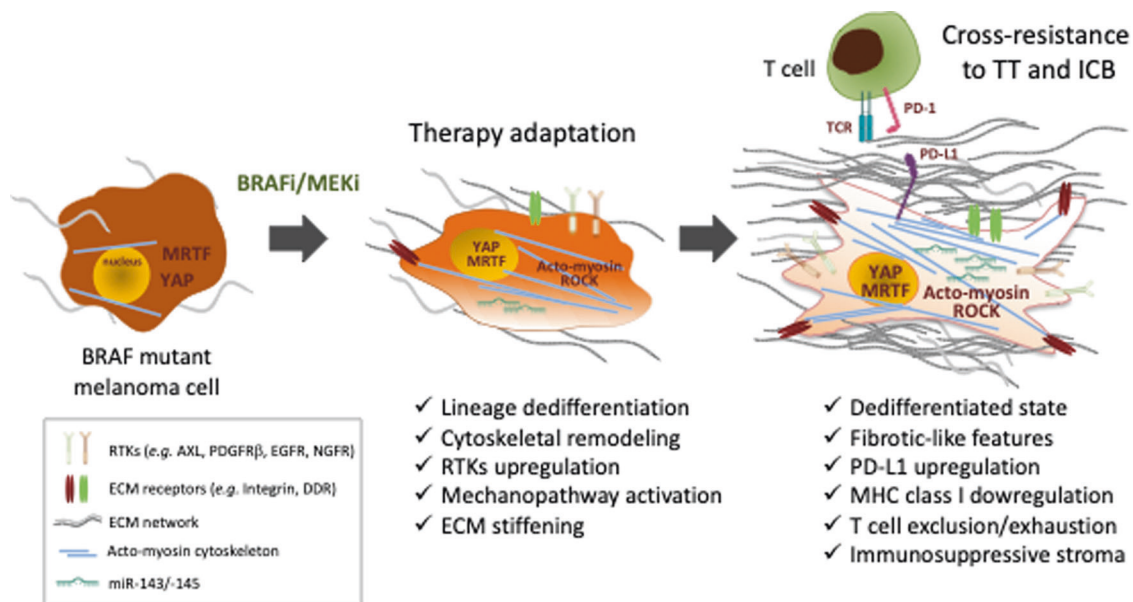 T cell
Cross-resistance
to TT and ICB
PD-1
TCR
PD-L1
Therapy adaptation
BRAFi/MEKi
nucleus
MRTF
YAP
YAP
MRTF
Acto-myosin
ROCK
YAP
MRTF
Acto-myosin
ROCK
BRAF mutant
melanoma cell
RTKs (e.g. AXL, PDGFRβ, EGFR, NGFR)
ECM receptors (e.g. Integrin, DDR)
ECM network
Acto-myosin cytoskeleton
miR-143/-145
✓ Lineage dedifferentiation
✓ Cytoskeletal remodeling
✓ RTKs upregulation
✓ Mechanopathway activation
✓ ECM stiffening
✓ Dedifferentiated state
✓ Fibrotic-like features
✓ PD-L1 upregulation
✓ MHC class I dowregulation
✓ T cell exclusion/exhaustion
✓ Immunosuppressive stroma